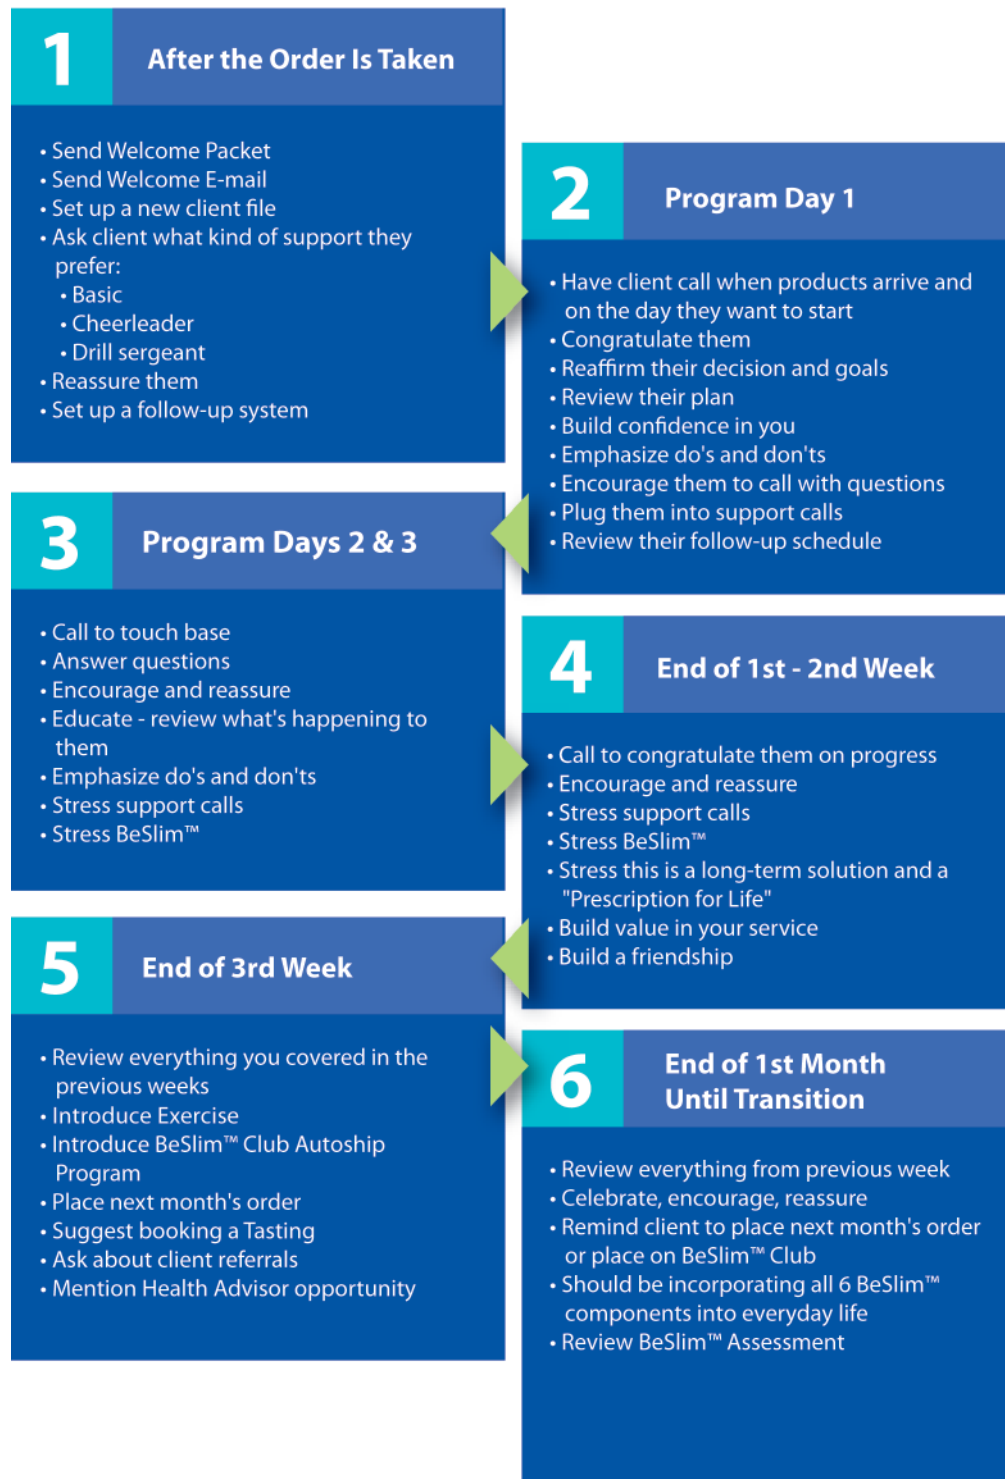 1
After the Order Is Taken
• Send Welcome Packet
• Send Welcome E-mail
• Set up a new client file
• Ask client what kind of support they
prefer:
• Basic
• Cheerleader
• Drill sergeant
• Reassure them
• Set up a follow-up system
2
Program Day 1
• Have client call when products arrive and
on the day they want to start
• Congratulate them
• Reaffirm their decision and goals
• Review their plan
• Build confidence in you
• Emphasize do's and don'ts
• Encourage them to call with questions
• Plug them into support calls
• Review their follow-up schedule
3
Program Days 2 & 3
• Call to touch base
• Answer questions
• Encourage and reassure
• Educate - review what's happening to
them
• Emphasize do's and don'ts
• Stress support calls
• Stress BeSlim™
4
End of 1st - 2nd Week
• Call to congratulate them on progress
• Encourage and reassure
• Stress support calls
• Stress BeSlim™
• Stress this is a long-term solution and a
"Prescription for Life"
• Build value in your service
• Build a friendship
5
End of 3rd Week
• Review everything you covered in the
previous weeks
• Introduce Exercise
• Introduce BeSlim™ Club Autoship
Program
• Place next month's order
• Suggest booking a Tasting
• Ask about client referrals
• Mention Health Advisor opportunity
6
End of 1st Month
Until Transition
• Review everything from previous week
• Celebrate, encourage, reassure
• Remind client to place next month's order
or place on BeSlim™ Club
• Should be incorporating all 6 BeSlim™
components into everyday life
• Review BeSlim™ Assessment